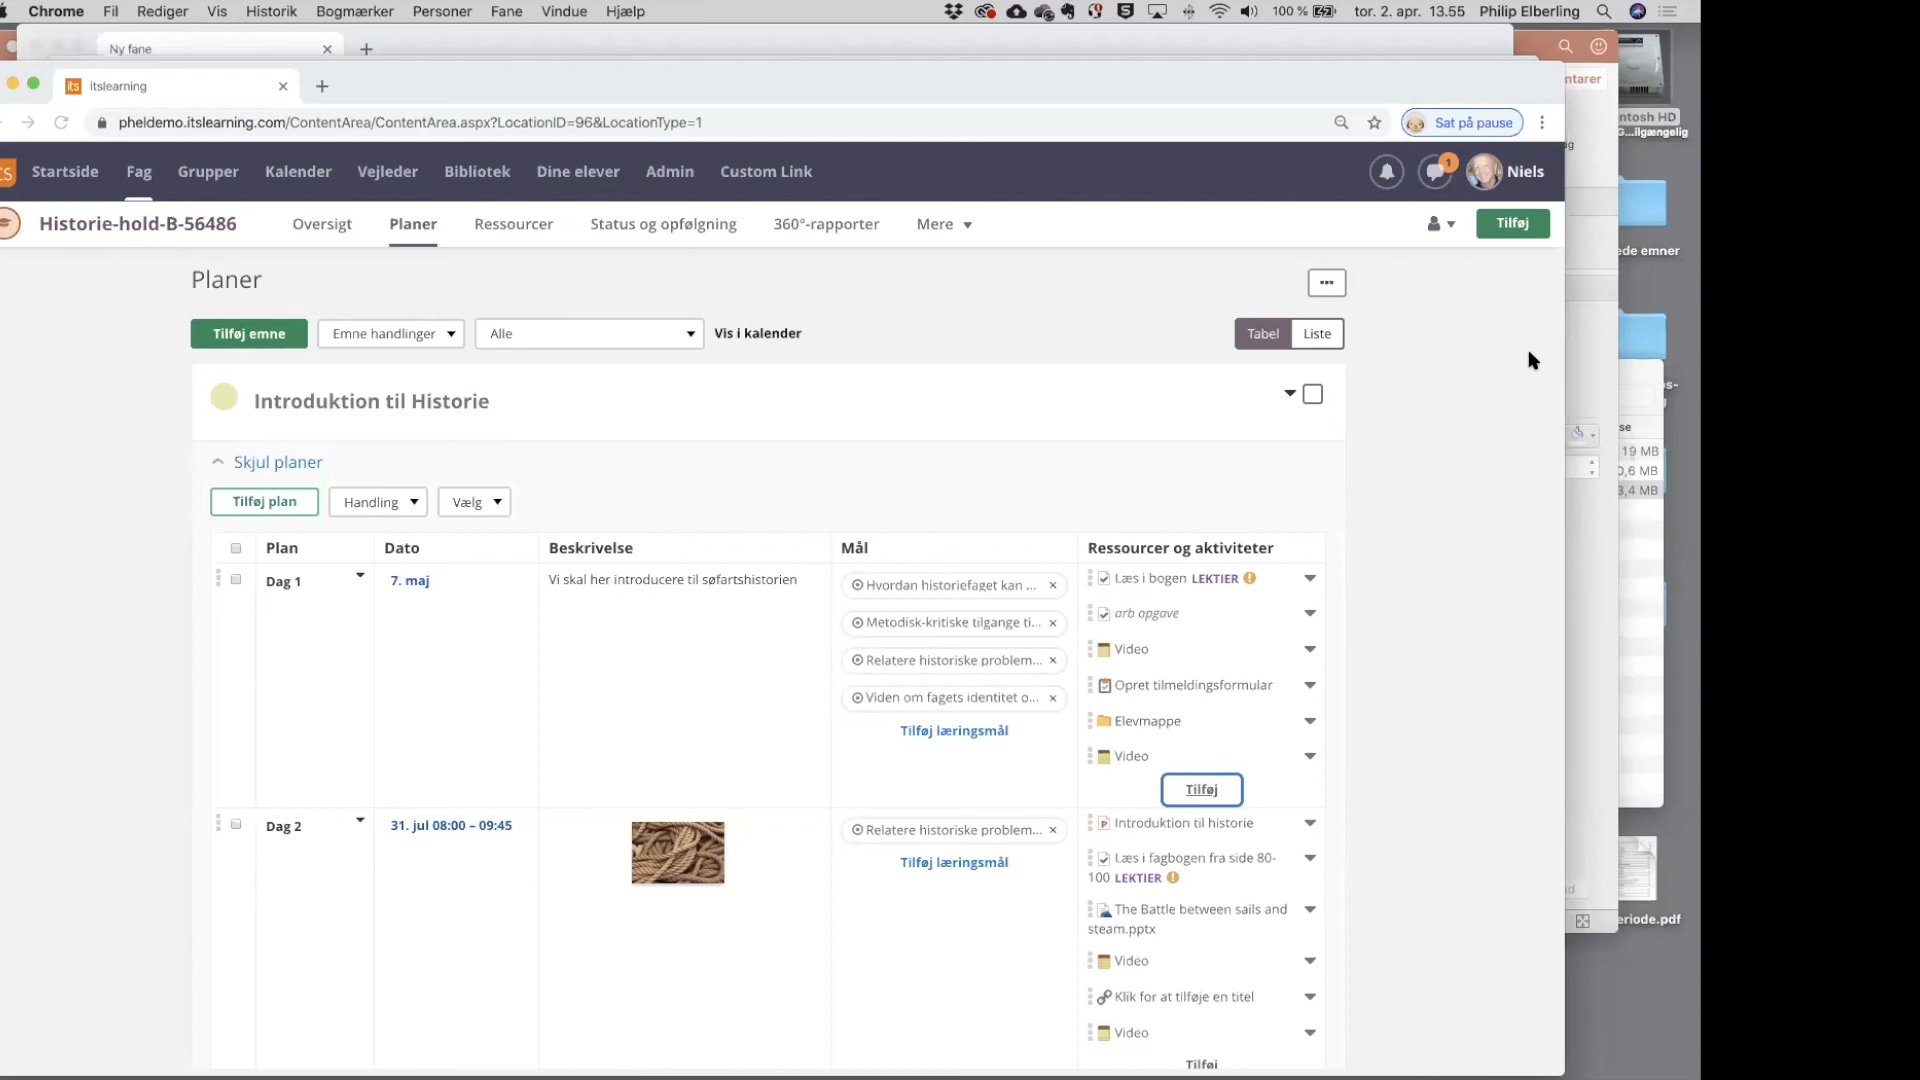 Chrome Fil Rediger Vis Historik Bogmærker Personer Fane Vindue Hjælp 100 % tor. 2. apr. 13.55 Philip Elberling
Ny fane
itslearning
ntarer
pheldemo.itslearning.com/ContentArea/ContentArea.aspx?LocationID=96&LocationType=1 Sat på pause
ntosh HD
G...ilgængelig
Startside Fag Grupper Kalender Vejleder Bibliotek Dine elever Admin Custom Link 1 Niels
Historie-hold-B-56486 Oversigt Planer Ressourcer Status og opfølgning 360°-rapporter Mere Tilføj
ede emner
Planer
Tilføj emne Emne handlinger Alle Vis i kalender Tabel Liste
Introduktion til Historie
se
19 MB
0,6 MB
3,4 MB
Skjul planer
Tilføj plan Handling Vælg
Plan Dato Beskrivelse Mål Ressourcer og aktiviteter
Dag 1 7. maj Vi skal her introducere til søfartshistorien
Hvordan historiefaget kan ...
Metodisk-kritiske tilgange ti...
Relatere historiske problem...
Viden om fagets identitet o...
Tilføj læringsmål
Læs i bogen LEKTIER
arb opgave
Video
Opret tilmeldingsformular
Elevmappe
Video
Tilføj
Dag 2 31. jul 08:00 – 09:45
Relatere historiske problem...
Tilføj læringsmål
Introduktion til historie
Læs i fagbogen fra side 80-
100 LEKTIER
The Battle between sails and
steam.pptx
Video
Klik for at tilføje en titel
Video
Tilføj
eriode.pdf